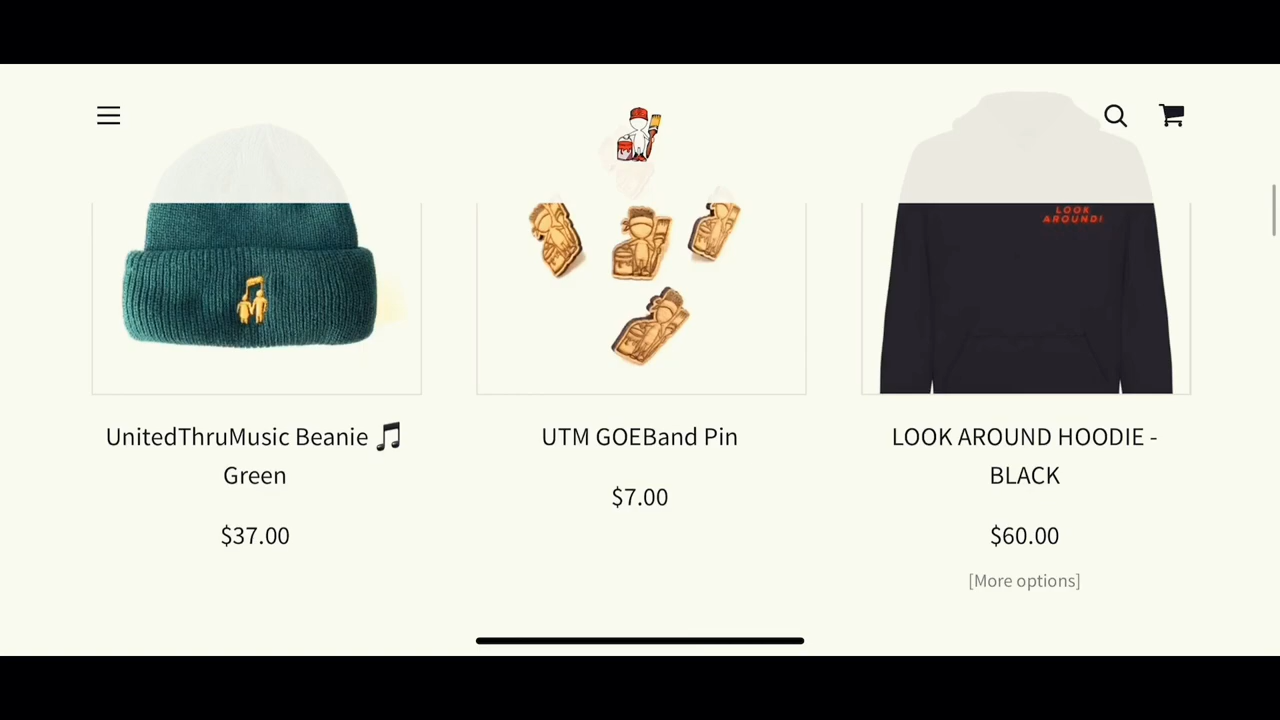 LOOK
AROUND!
UnitedThruMusic Beanie 🎵
Green
$37.00
UTM GOEBand Pin
$7.00
LOOK AROUND HOODIE -
BLACK
$60.00
[More options]